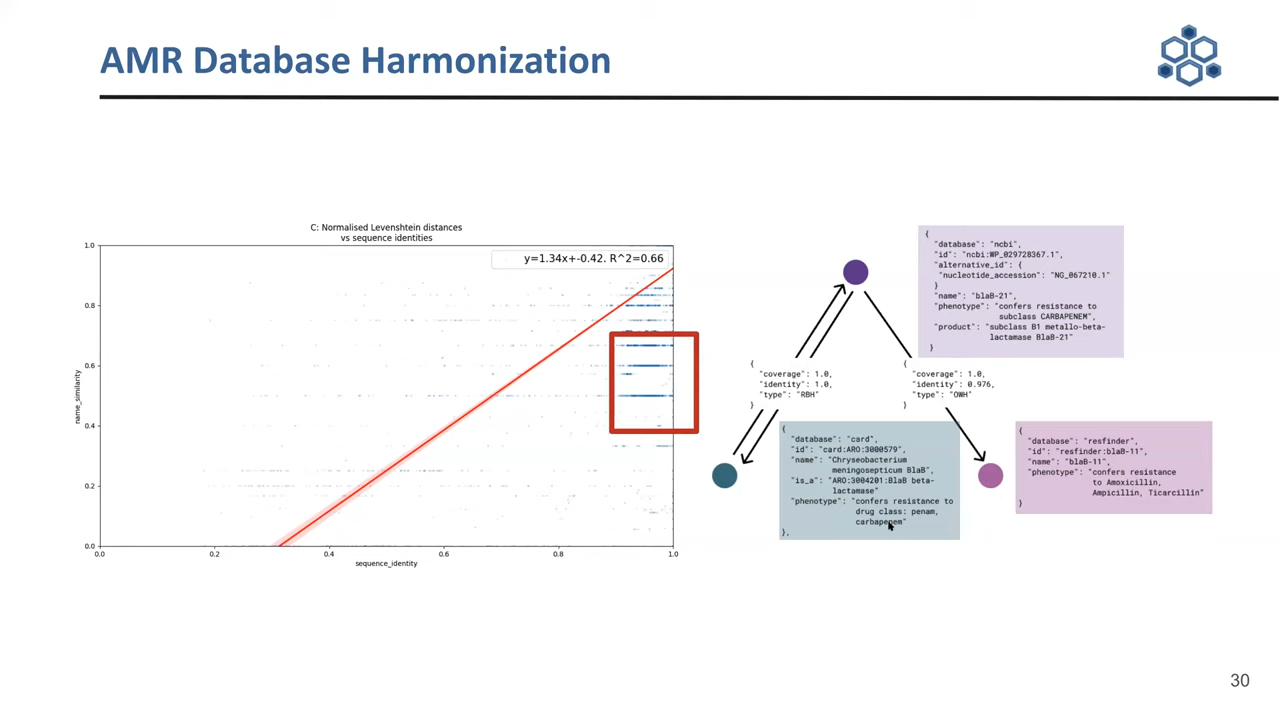 AMR Database Harmonization
C: Normalised Levenshtein distances
vs sequence identities
y=1.34x+-0.42. R^2=0.66
1.0
0.8
0.6
0.4
0.2
0.0
name_similarity
0.0
0.2
0.4
0.6
0.8
1.0
sequence_identity
{
"database": "ncbi",
"id": "ncbi:WP_029728367.1",
"alternative_id": {
"nucleotide_accession": "NG_067210.1"
}
"name": "blaB-21",
"phenotype": "confers resistance to
subclass CARBAPENEM",
"product": "subclass B1 metallo-beta-
lactamase BlaB-21"
}
{
"coverage": 1.0,
"identity": 1.0,
"type": "RBH"
}
{
"coverage": 1.0,
"identity": 0.976,
"type": "OWH"
}
{
"database": "card",
"id": "card:ARO:3000579",
"name": "Chryseobacterium
meningosepticum BlaB",
"is_a": "ARO:3004201:BlaB beta-
lactamase"
"phenotype": "confers resistance to
drug class: penam,
carbapenem"
},
{
"database": "resfinder",
"id": "resfinder:blaB-11",
"name": "blaB-11",
"phenotype": "confers resistance
to Amoxicillin,
Ampicillin, Ticarcillin"
}
30